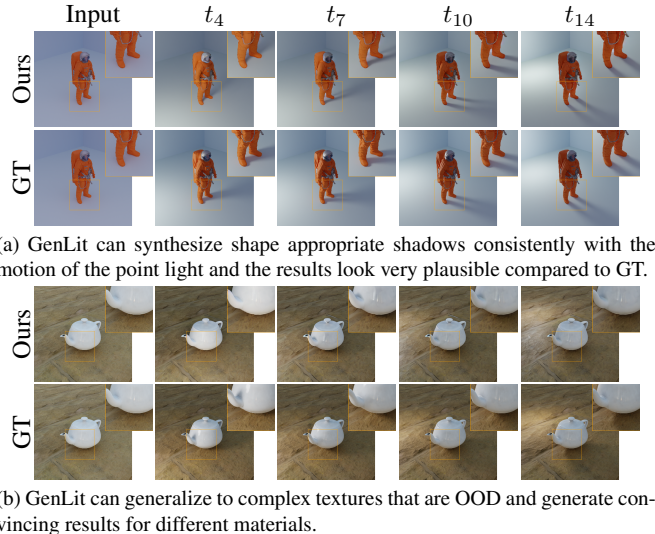 Input t4 t7 t10 t14
Ours
GT
(a) GenLit can synthesize shape appropriate shadows consistently with the
motion of the point light and the results look very plausible compared to GT.
Ours
GT
(b) GenLit can generalize to complex textures that are OOD and generate con-
vincing results for different materials.